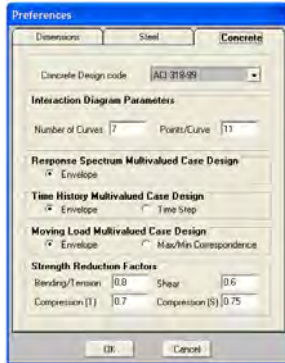 Preferences
Dimensions Steel Concrete
Concrete Design code ACI 318-99
Interaction Diagram Parameters
Number of Curves 7 Points/Curve 11
Response Spectrum Multivalued Case Design
Envelope
Time History Multivalued Case Design
Envelope Time Step
Moving Load Multivalued Case Design
Envelope Max/Min Correspondence
Strength Reduction Factors
Bending/Tension 0.8 Shear 0.6
Compression (T) 0.7 Compression (S) 0.75
OK Cancel